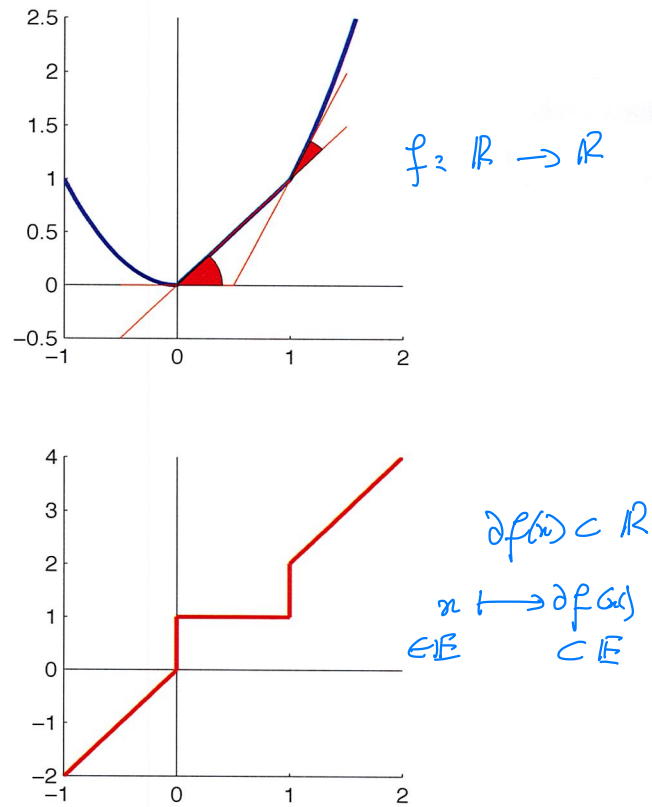 2.5
2
1.5
1
0.5
0
−0.5
−1 0 1 2
f: ℝ → ℝ
4
3
2
1
0
−1
−2
−1 0 1 2
∂f(x) ⊂ ℝ
x ⟼ ∂f(x)
∈𝔼 ⊂ 𝔼